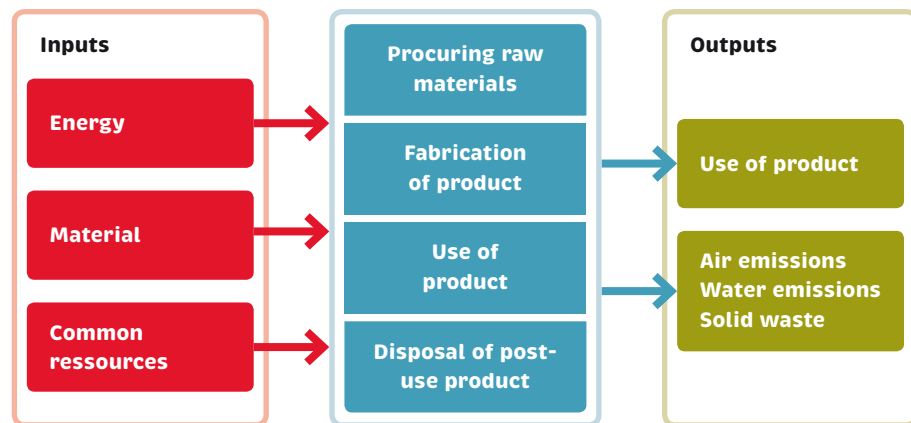 Inputs
Energy
Material
Common
ressources
Procuring raw
materials
Fabrication
of product
Use of
product
Disposal of post-
use product
Outputs
Use of product
Air emissions
Water emissions
Solid waste